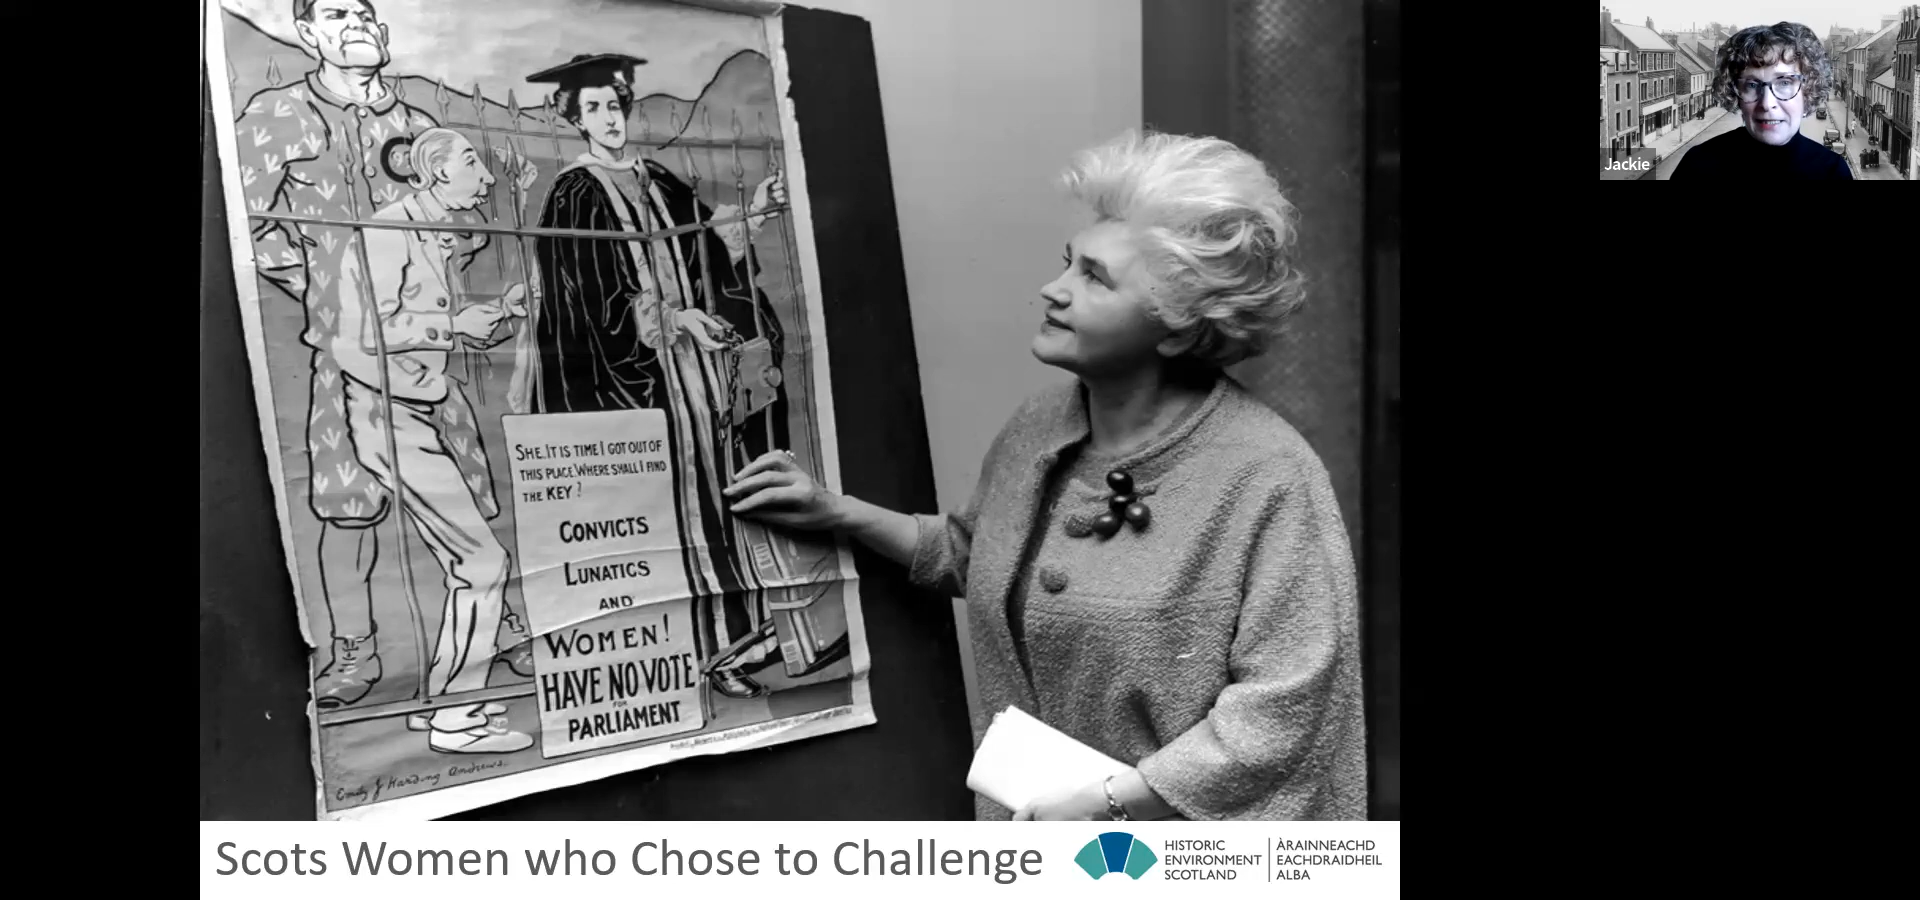 SHE. IT IS TIME I GOT OUT OF
THIS PLACE. WHERE SHALL I FIND
THE KEY?
CONVICTS
LUNATICS
AND
WOMEN!
HAVE NO VOTE
FOR
PARLIAMENT
Emily J Harding Andrews.
Scots Women who Chose to Challenge
HISTORIC
ENVIRONMENT
SCOTLAND
ÀRAINNEACHD
EACHDRAIDHEIL
ALBA
Jackie